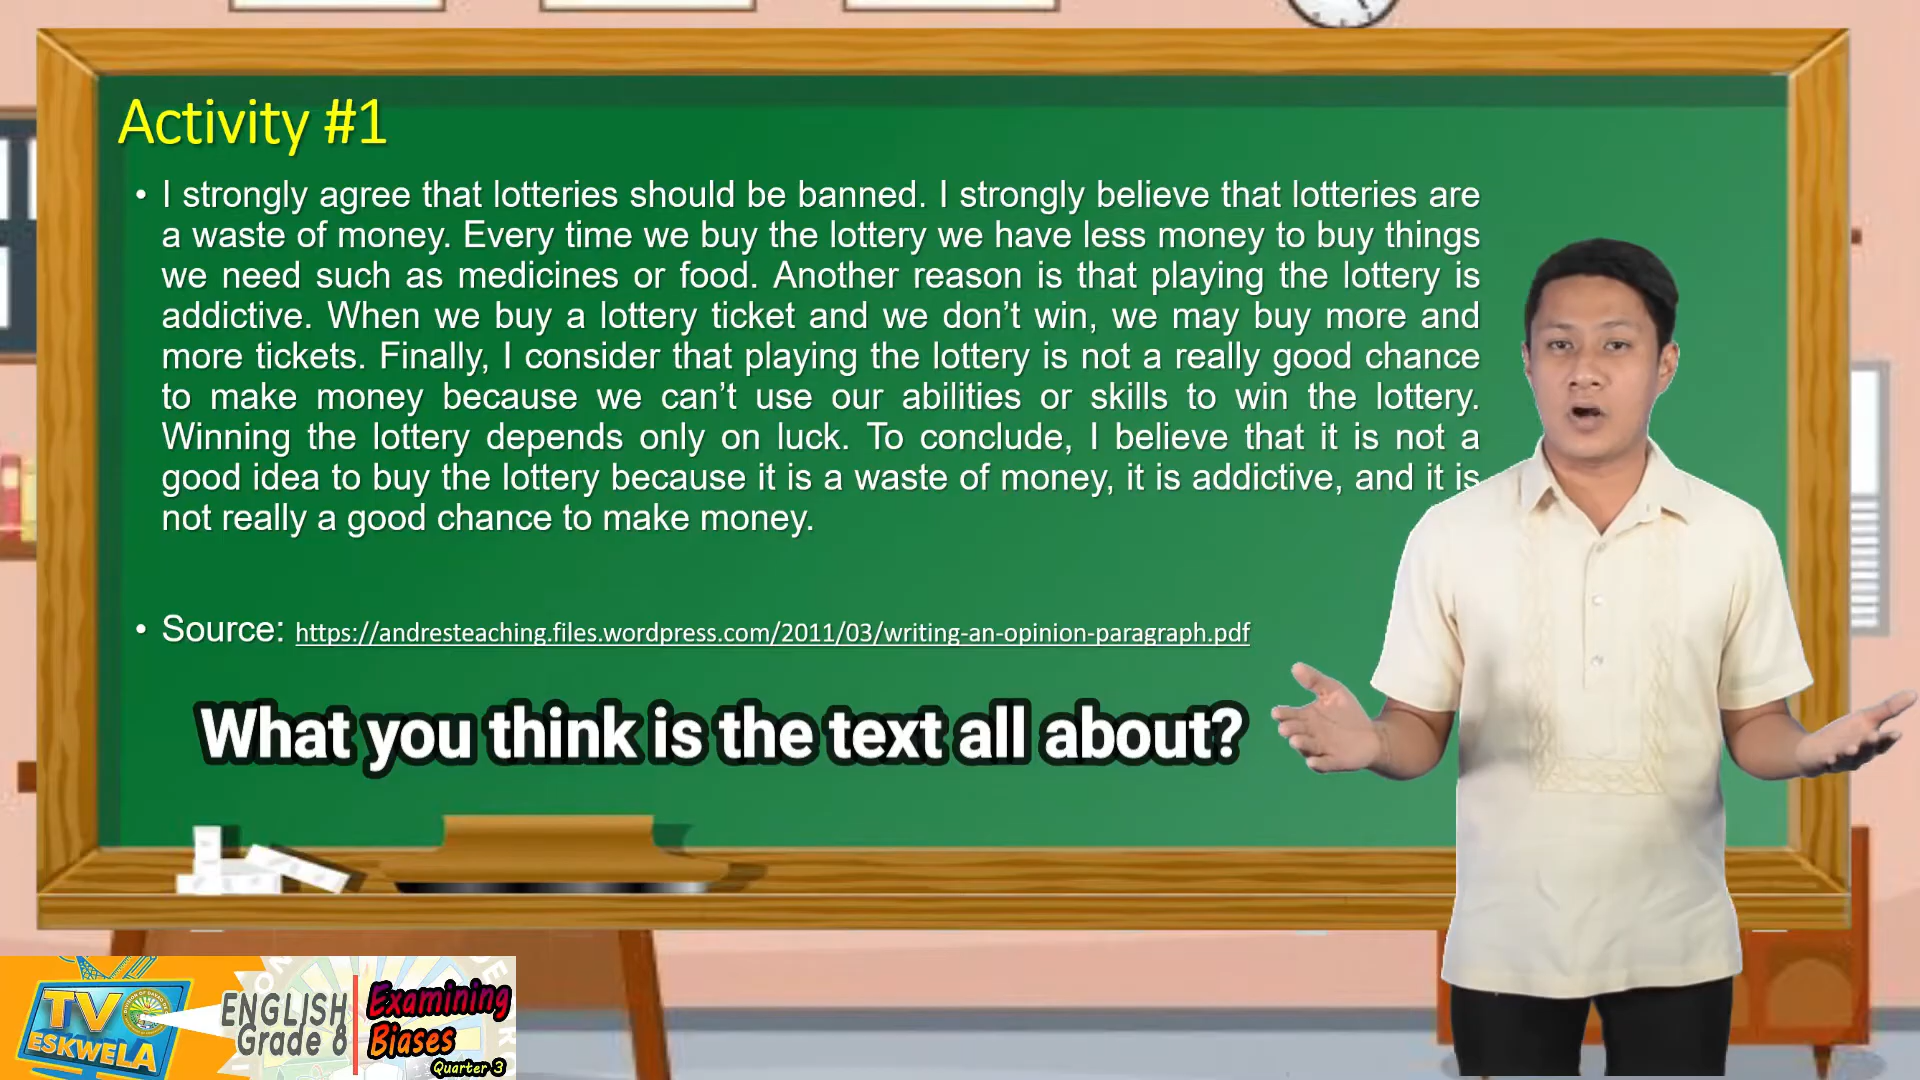 Activity #1
• I strongly agree that lotteries should be banned. I strongly believe that lotteries are
a waste of money. Every time we buy the lottery we have less money to buy things
we need such as medicines or food. Another reason is that playing the lottery is
addictive. When we buy a lottery ticket and we don’t win, we may buy more and
more tickets. Finally, I consider that playing the lottery is not a really good chance
to make money because we can’t use our abilities or skills to win the lottery.
Winning the lottery depends only on luck. To conclude, I believe that it is not a
good idea to buy the lottery because it is a waste of money, it is addictive, and it is
not really a good chance to make money.
• Source: https://andresteaching.files.wordpress.com/2011/03/writing-an-opinion-paragraph.pdf
What you think is the text all about?
TV
ESKWELA
ENGLISH
Grade 8
Examining
Biases
Quarter 3